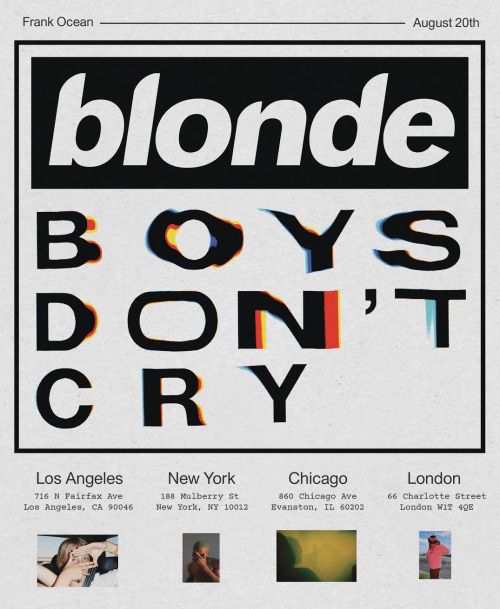 Frank Ocean August 20th
blonde
BOYS
DON'T
CRY
Los Angeles New York Chicago London
716 N Fairfax Ave 188 Mulberry St 860 Chicago Ave 66 Charlotte Street
Los Angeles, CA 90046 New York, NY 10012 Evanston, IL 60202 London W1T 4QE